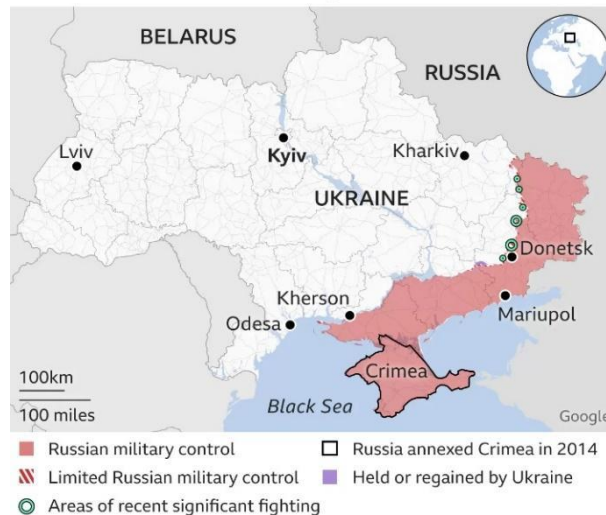 BELARUS
RUSSIA
Lviv
Kyiv
Kharkiv
UKRAINE
Donetsk
Kherson
Odesa
Mariupol
Crimea
100km
100 miles
Black Sea
Google
Russian military control
Russia annexed Crimea in 2014
Limited Russian military control
Held or regained by Ukraine
Areas of recent significant fighting